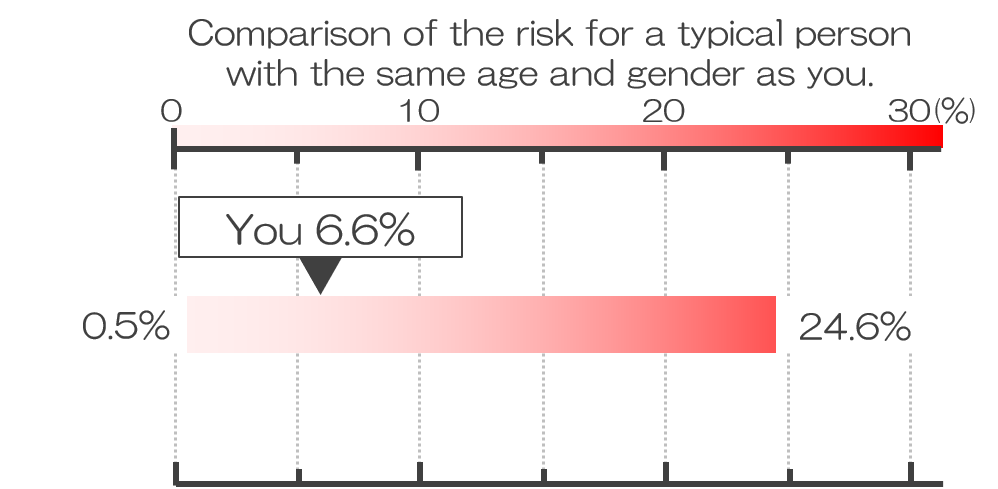 Comparison of the risk for a typical person
with the same age and gender as you.
0 10 20 30(%)
You 6.6%
0.5% 24.6%